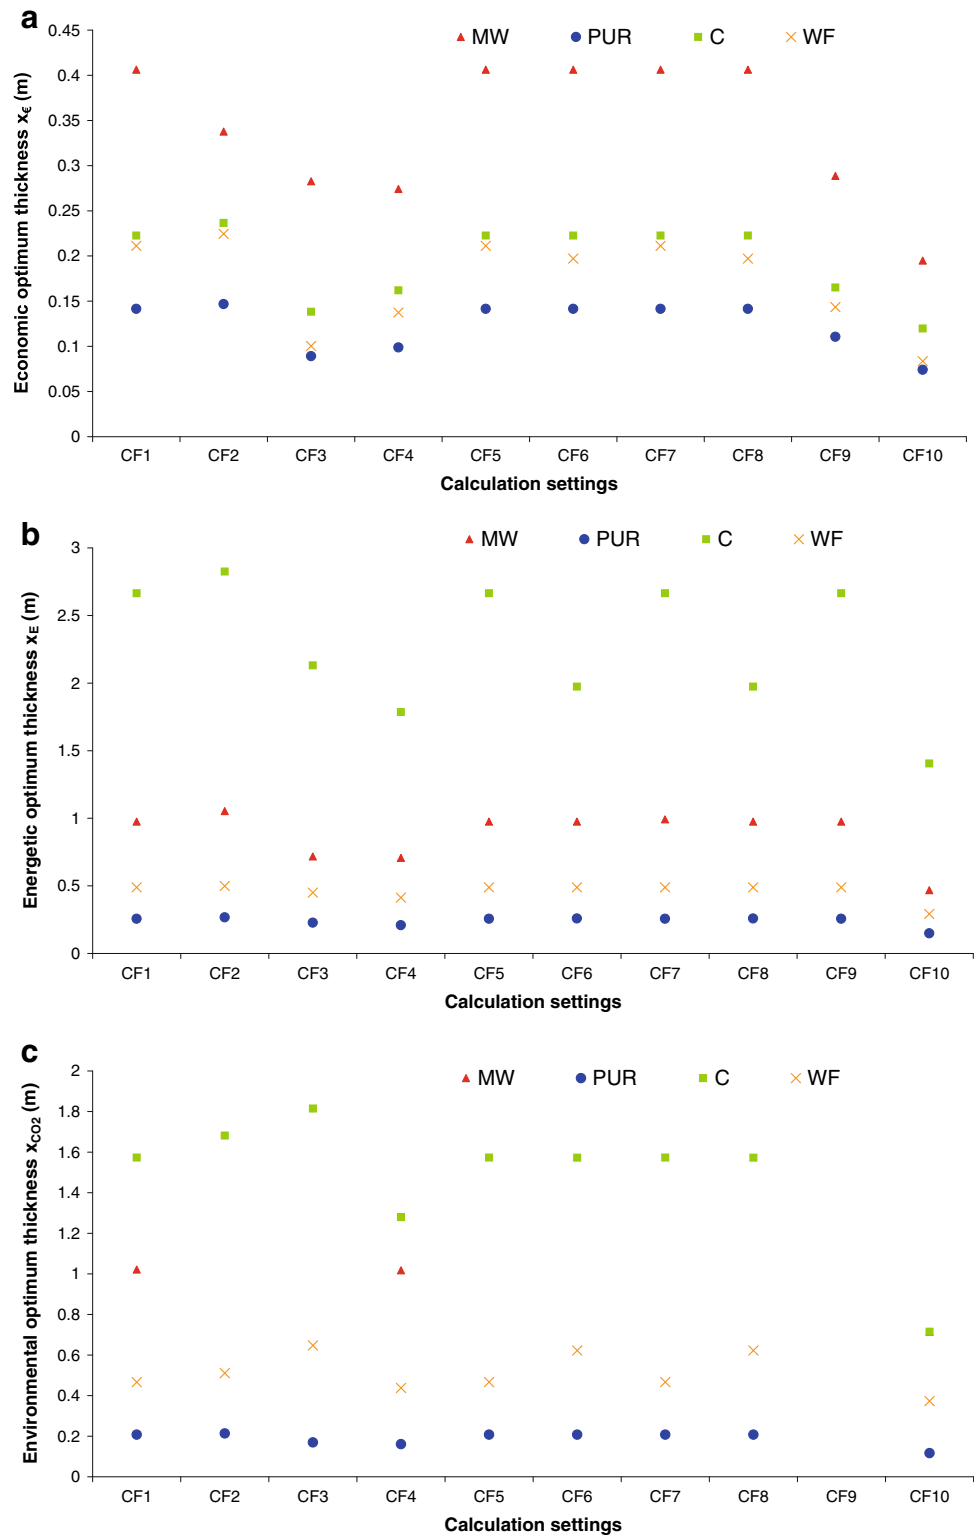 a
MW PUR C WF
Economic optimum thickness x€ (m)
0.45
0.4
0.35
0.3
0.25
0.2
0.15
0.1
0.05
0
CF1 CF2 CF3 CF4 CF5 CF6 CF7 CF8 CF9 CF10
Calculation settings
b
MW PUR C WF
Energetic optimum thickness xE (m)
3
2.5
2
1.5
1
0.5
0
CF1 CF2 CF3 CF4 CF5 CF6 CF7 CF8 CF9 CF10
Calculation settings
c
MW PUR C WF
Environmental optimum thickness xCO2 (m)
2
1.8
1.6
1.4
1.2
1
0.8
0.6
0.4
0.2
0
CF1 CF2 CF3 CF4 CF5 CF6 CF7 CF8 CF9 CF10
Calculation settings